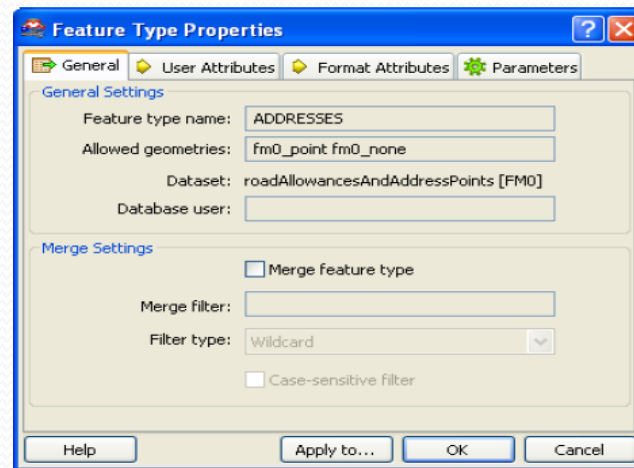 Feature Type Properties
General User Attributes Format Attributes Parameters
General Settings
Feature type name: ADDRESSES
Allowed geometries: fm0_point fm0_none
Dataset: roadAllowancesAndAddressPoints [FM0]
Database user:
Merge Settings
Merge feature type
Merge filter:
Filter type: Wildcard
Case-sensitive filter
Help Apply to... OK Cancel